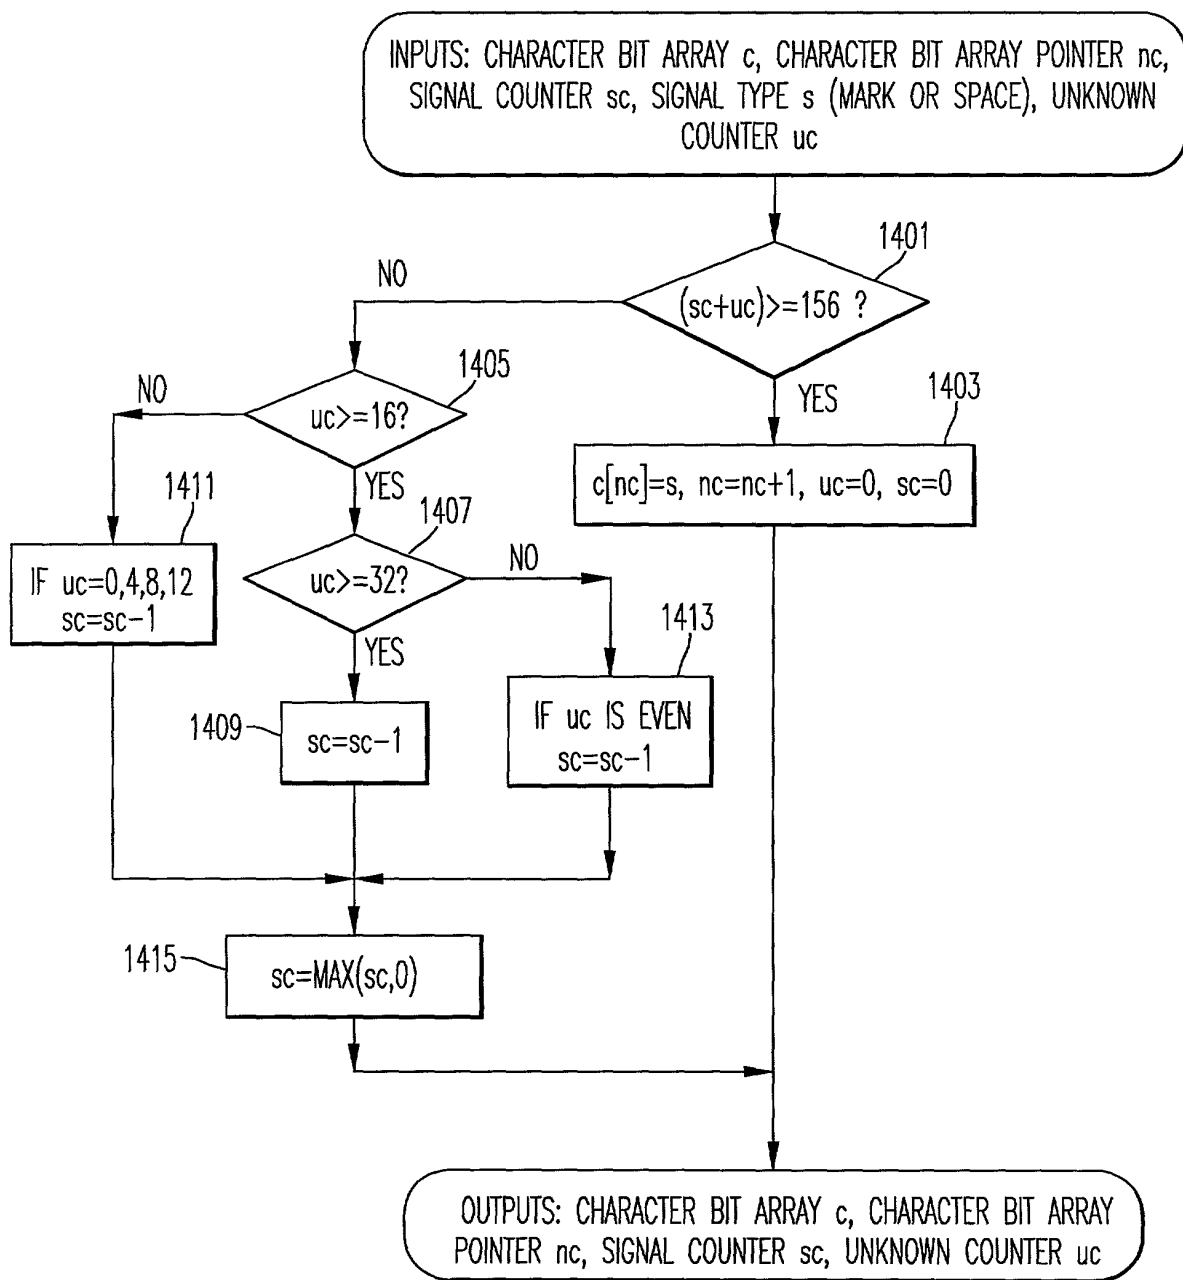 INPUTS: CHARACTER BIT ARRAY c, CHARACTER BIT ARRAY POINTER nc,
SIGNAL COUNTER sc, SIGNAL TYPE s (MARK OR SPACE), UNKNOWN
COUNTER uc
1401
NO
(sc+uc)>=156 ?
1405
NO
uc>=16?
YES
1403
c[nc]=s, nc=nc+1, uc=0, sc=0
YES
1411
1407
IF uc=0,4,8,12
sc=sc-1
uc>=32?
NO
1413
YES
IF uc IS EVEN
sc=sc-1
1409
sc=sc-1
1415
sc=MAX(sc,0)
OUTPUTS: CHARACTER BIT ARRAY c, CHARACTER BIT ARRAY
POINTER nc, SIGNAL COUNTER sc, UNKNOWN COUNTER uc